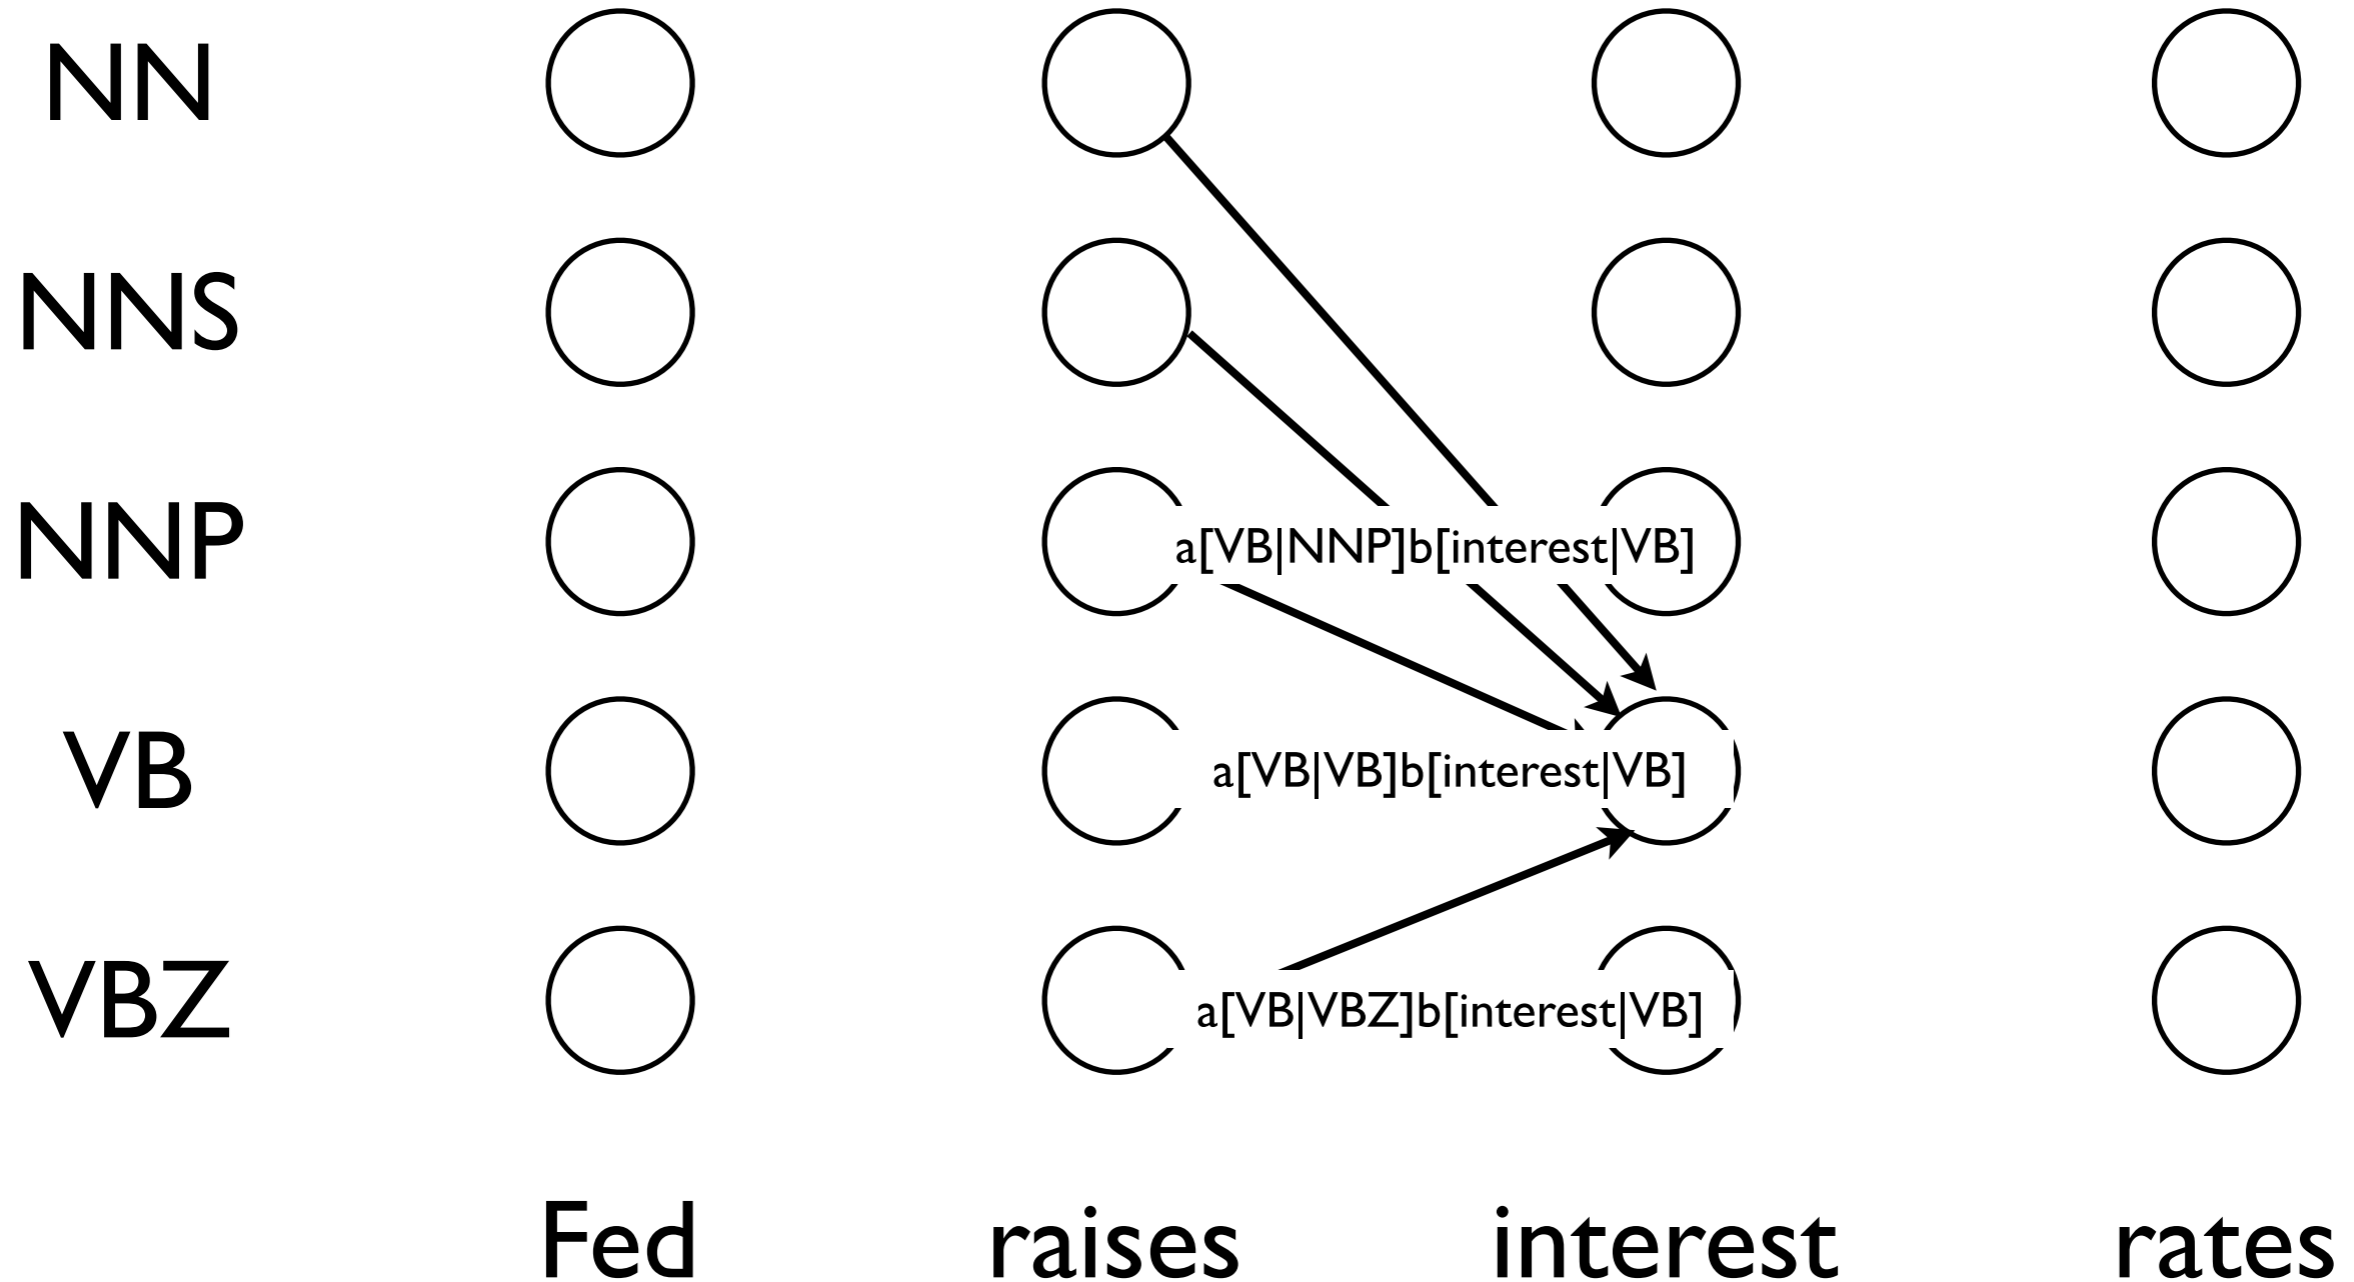 NN
NNS
NNP
a[VB|NNP]b[interest|VB]
VB
a[VB|VB]b[interest|VB]
VBZ
a[VB|VBZ]b[interest|VB]
Fed raises interest rates